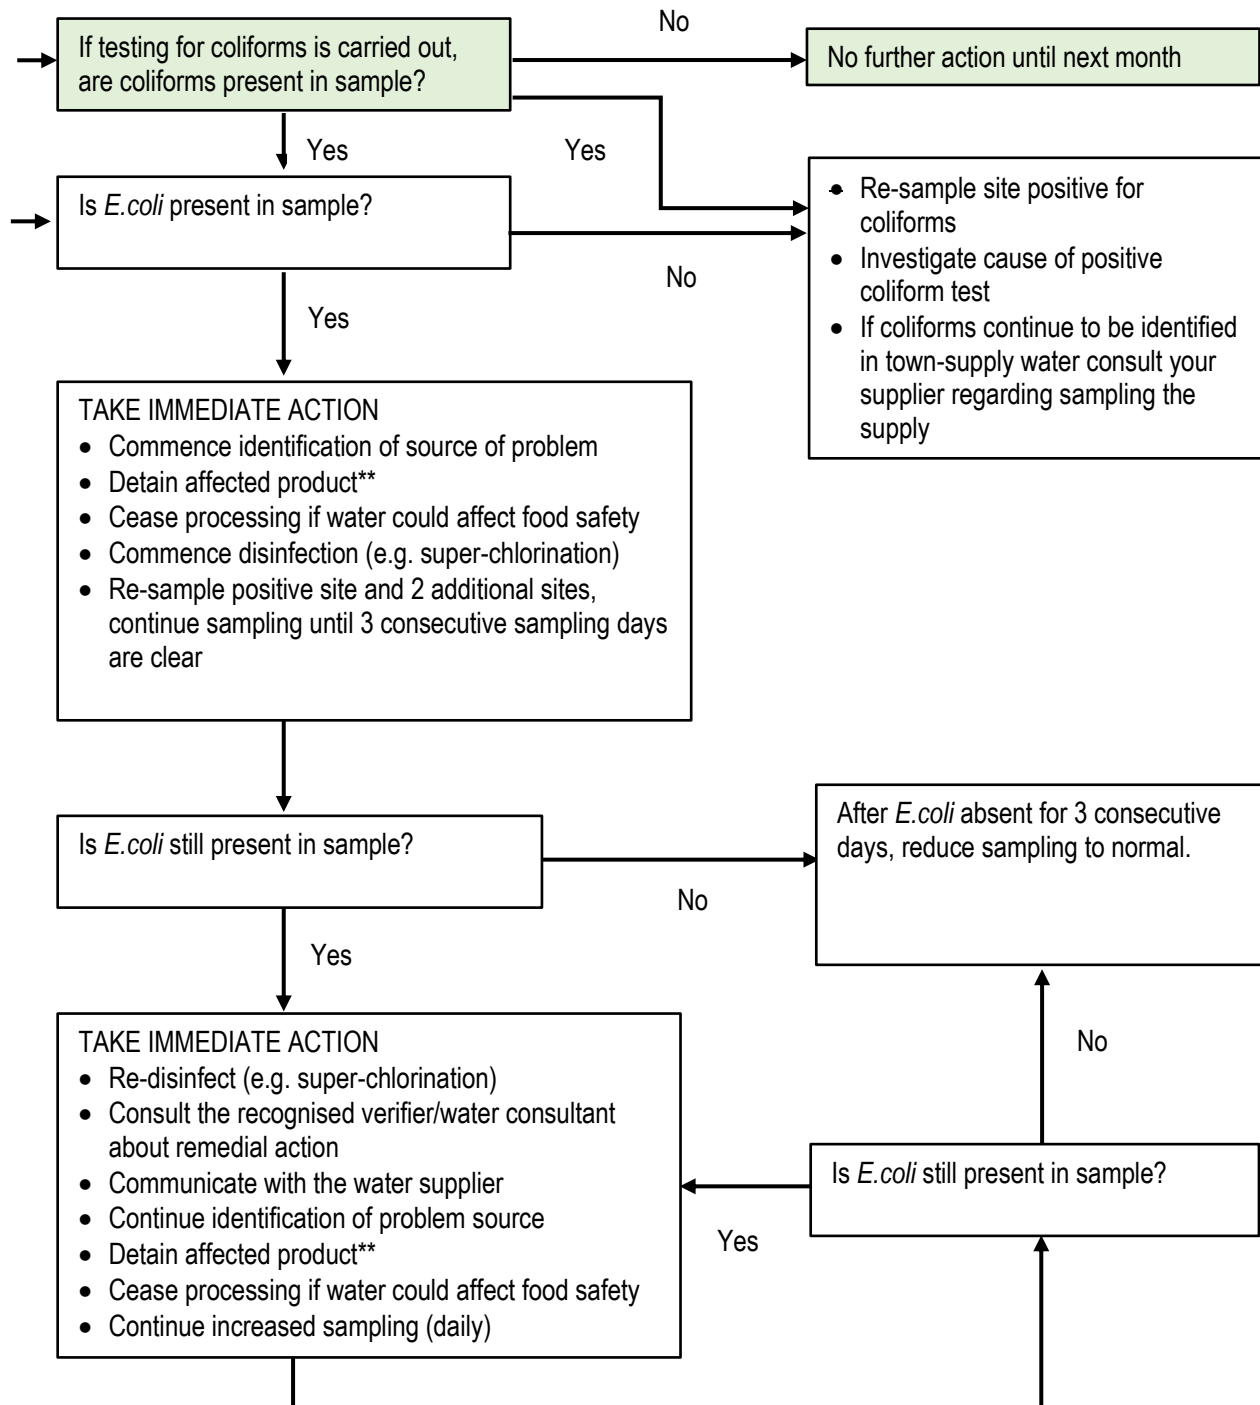 No
If testing for coliforms is carried out,
are coliforms present in sample?
No further action until next month
Yes
Yes
Is E.coli present in sample?
• Re-sample site positive for
coliforms
• Investigate cause of positive
coliform test
• If coliforms continue to be identified
in town-supply water consult your
supplier regarding sampling the
supply
No
Yes
TAKE IMMEDIATE ACTION
• Commence identification of source of problem
• Detain affected product**
• Cease processing if water could affect food safety
• Commence disinfection (e.g. super-chlorination)
• Re-sample positive site and 2 additional sites,
continue sampling until 3 consecutive sampling days
are clear
Is E.coli still present in sample?
After E.coli absent for 3 consecutive
days, reduce sampling to normal.
No
Yes
TAKE IMMEDIATE ACTION
• Re-disinfect (e.g. super-chlorination)
• Consult the recognised verifier/water consultant
about remedial action
• Communicate with the water supplier
• Continue identification of problem source
• Detain affected product**
• Cease processing if water could affect food safety
• Continue increased sampling (daily)
No
Is E.coli still present in sample?
Yes